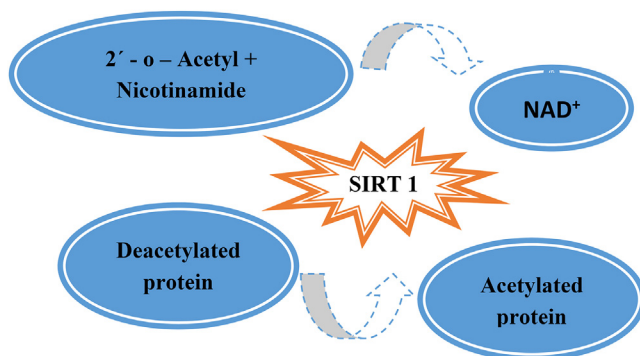 2´ - o – Acetyl +
Nicotinamide
NAD⁺
SIRT 1
Deacetylated
protein
Acetylated
protein